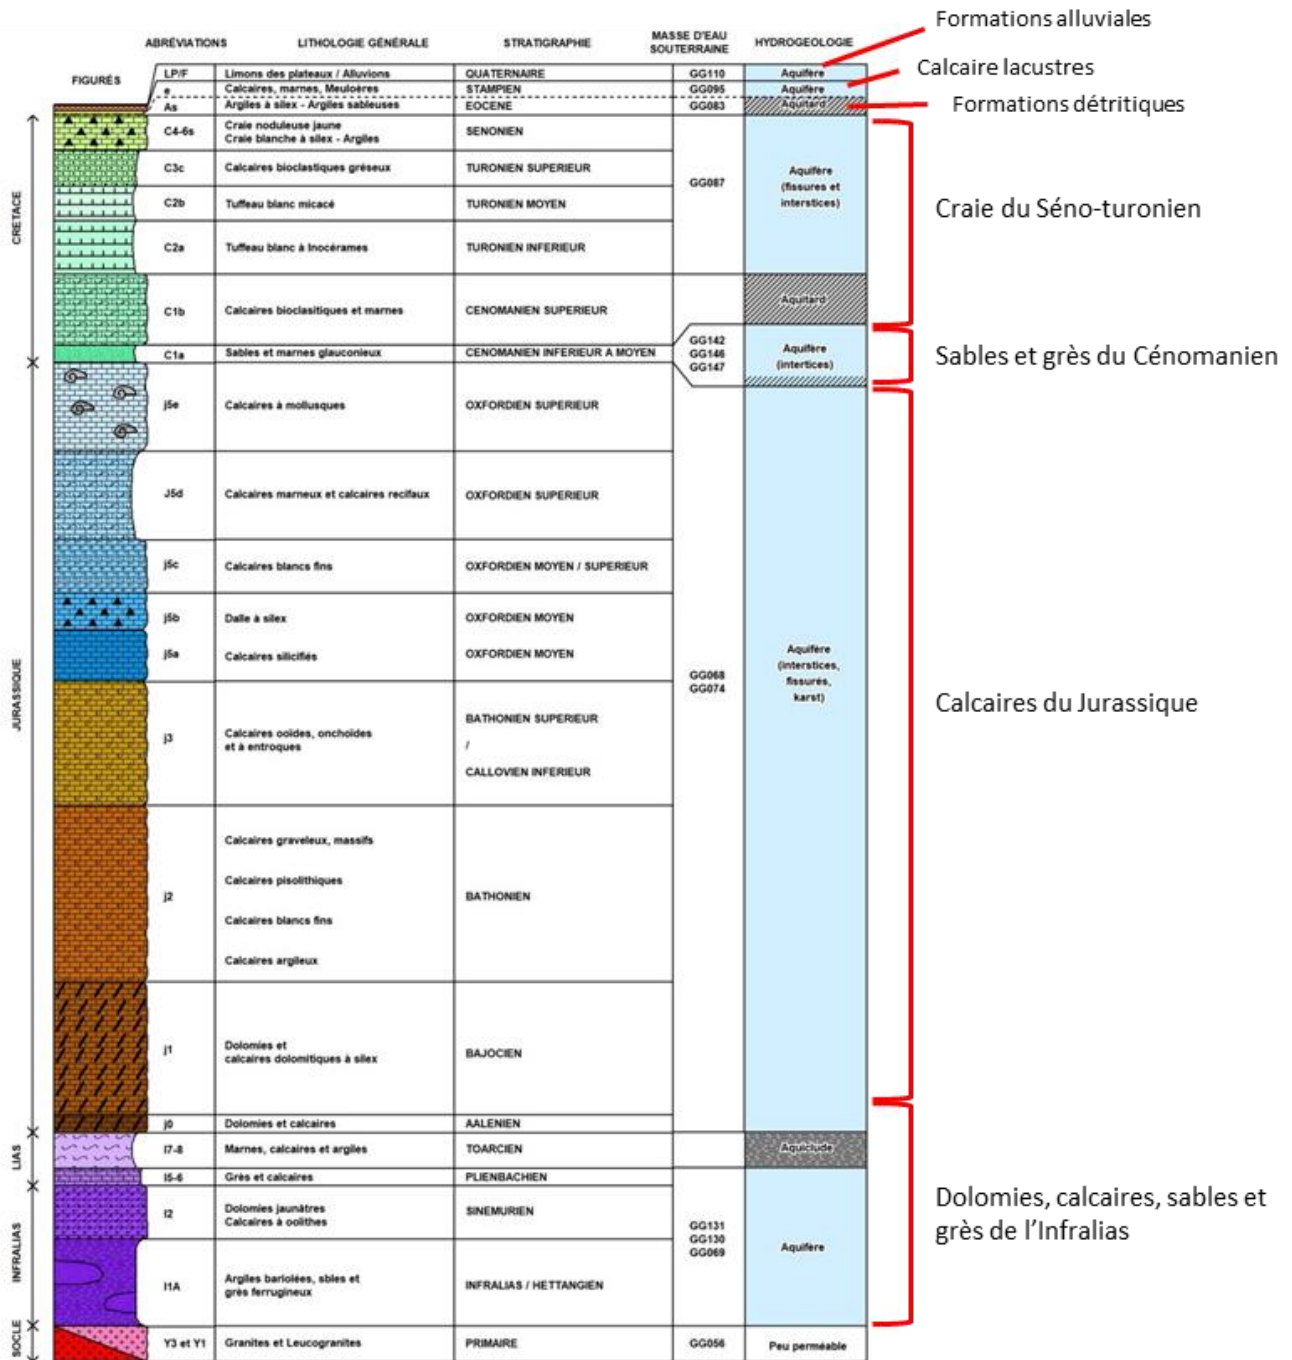 Formations alluviales
ABRÉVIATIONS LITHOLOGIE GÉNÉRALE STRATIGRAPHIE MASSE D'EAU SOUTERRAINE HYDROGEOLOGIE
FIGURÉS
LP/F Limons des plateaux / Alluvions QUATERNAIRE GG110 Aquifère
Calcaire lacustres
e Calcaires, marnes, Meuloères STAMPIEN GG095 Aquifère
As Argiles à silex - Argiles sableuses EOCENE GG083 Aquitard
Formations détritiques
CRETACE
C4-6s Craie noduleuse jaune
Craie blanche à silex - Argiles
SENONIEN
C3c Calcaires bioclastiques gréseux TURONIEN SUPERIEUR
GG087
Aquifère
(fissures et
interstices)
C2b Tuffeau blanc micacé TURONIEN MOYEN
Craie du Séno-turonien
C2a Tuffeau blanc à Inocérames TURONIEN INFERIEUR
C1b Calcaires bioclasitiques et marnes CENOMANIEN SUPERIEUR
Aquitard
C1a Sables et marnes glauconieux CENOMANIEN INFERIEUR A MOYEN
GG142
GG146
GG147
Aquifère
(intertices)
Sables et grès du Cénomanien
JURASSIQUE
j5e Calcaires à mollusques OXFORDIEN SUPERIEUR
J5d Calcaires marneux et calcaires recifaux OXFORDIEN SUPERIEUR
j5c Calcaires blancs fins OXFORDIEN MOYEN / SUPERIEUR
j5b Dalle à silex OXFORDIEN MOYEN
j5a Calcaires silicifiés OXFORDIEN MOYEN
GG068
GG074
Aquifère
(interstices,
fissurés,
karst)
Calcaires du Jurassique
j3 Calcaires ooïdes, onchoïdes
et à entroques
BATHONIEN SUPERIEUR
/
CALLOVIEN INFERIEUR
j2
Calcaires graveleux, massifs
Calcaires pisolithiques
Calcaires blancs fins
Calcaires argileux
BATHONIEN
j1 Dolomies et
calcaires dolomitiques à silex
BAJOCIEN
j0 Dolomies et calcaires AALENIEN
LIAS
l7-8 Marnes, calcaires et argiles TOARCIEN Aquiclude
l5-6 Grès et calcaires PLIENBACHIEN
INFRALIAS
l2 Dolomies jaunâtres
Calcaires à oolithes
SINEMURIEN
GG131
GG130
GG069
Aquifère
Dolomies, calcaires, sables et
grès de l'Infralias
l1A Argiles bariolées, sbles et
grès ferrugineux
INFRALIAS / HETTANGIEN
SOCLE
Y3 et Y1 Granites et Leucogranites PRIMAIRE GG056 Peu perméable